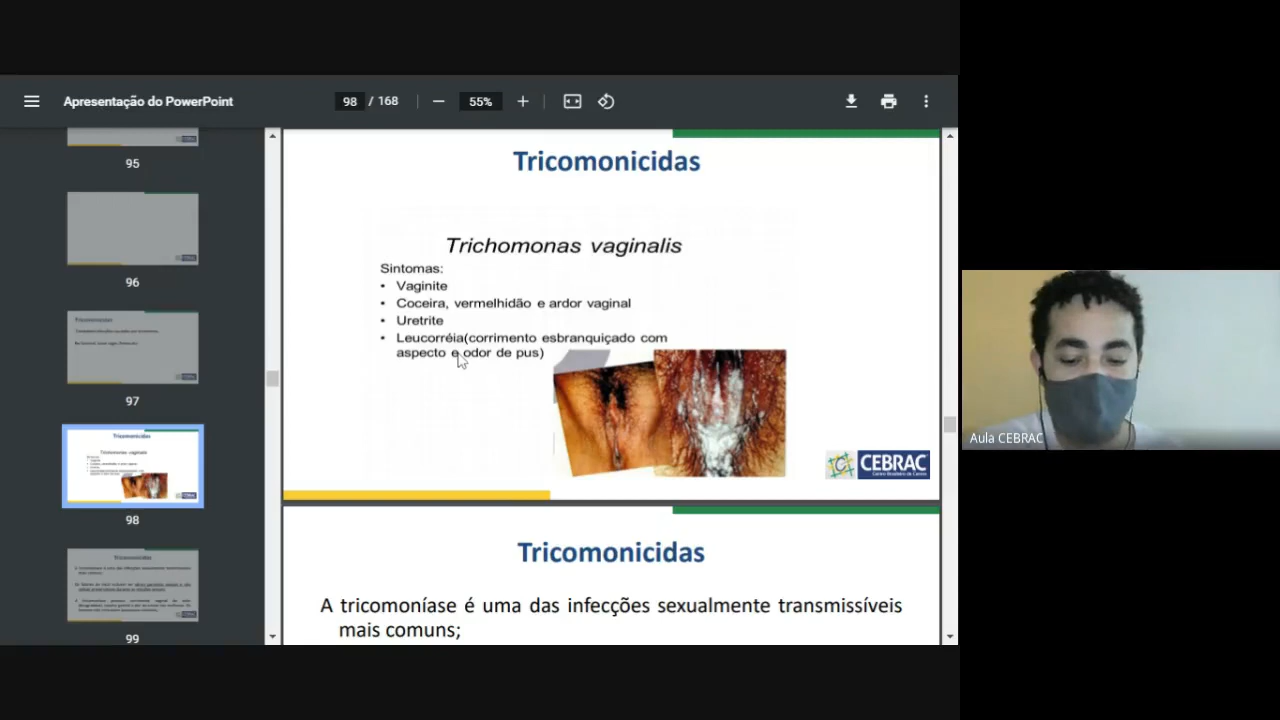 Apresentação do PowerPoint
98 / 168
55%
95
96
97
98
99
Tricomonicidas
Trichomonas vaginalis
Sintomas:
• Vaginite
• Coceira, vermelhidão e ardor vaginal
• Uretrite
• Leucorréia(corrimento esbranquiçado com
aspecto e odor de pus)
CEBRAC
Tricomonicidas
A tricomoníase é uma das infecções sexualmente transmissíveis
mais comuns;
Aula CEBRAC